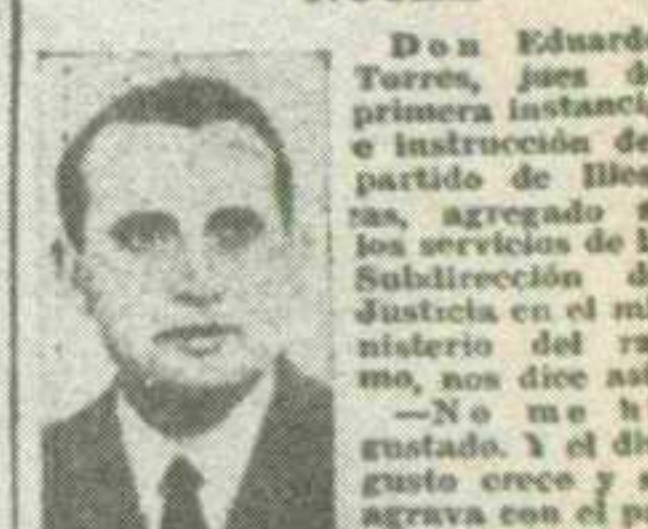 Don Eduardo
Torres, juez d
primera instanci
e instrucción de
partido de Illes
cas, agregado a
los servicios de l
Subdirección d
Justicia en el mi
nisterio del ra
mo, nos dice así
—No me h
gustado. Y el dis
gusto crece y s
agrava con el p